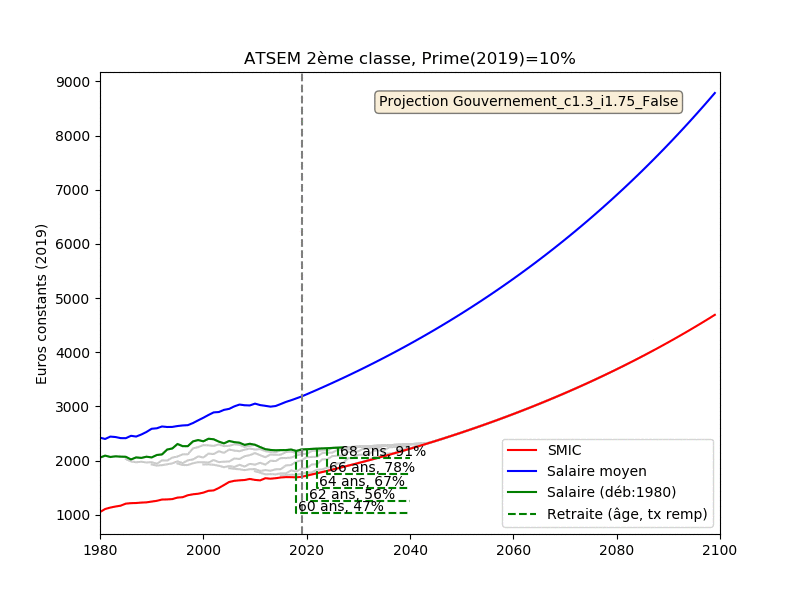 ATSEM 2ème classe, Prime(2019)=10%
Projection Gouvernement_c1.3_i1.75_False
Euros constants (2019)
9000
8000
7000
6000
5000
4000
3000
2000
1000
68 ans, 91%
66 ans, 78%
64 ans, 67%
62 ans, 56%
60 ans, 47%
SMIC
Salaire moyen
Salaire (déb:1980)
Retraite (âge, tx remp)
1980
2000
2020
2040
2060
2080
2100